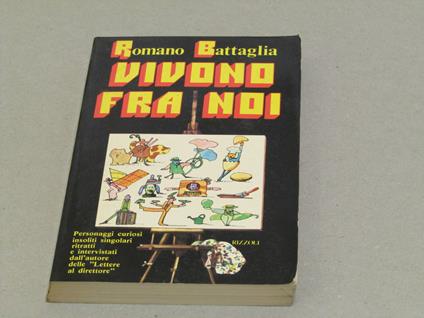 Romano Battaglia
VIVONO
FRA NOI
Personaggi curiosi
insoliti singolari
ritratti
e intervistati
dall'autore
delle "Lettere
al direttore"
RIZZOLI